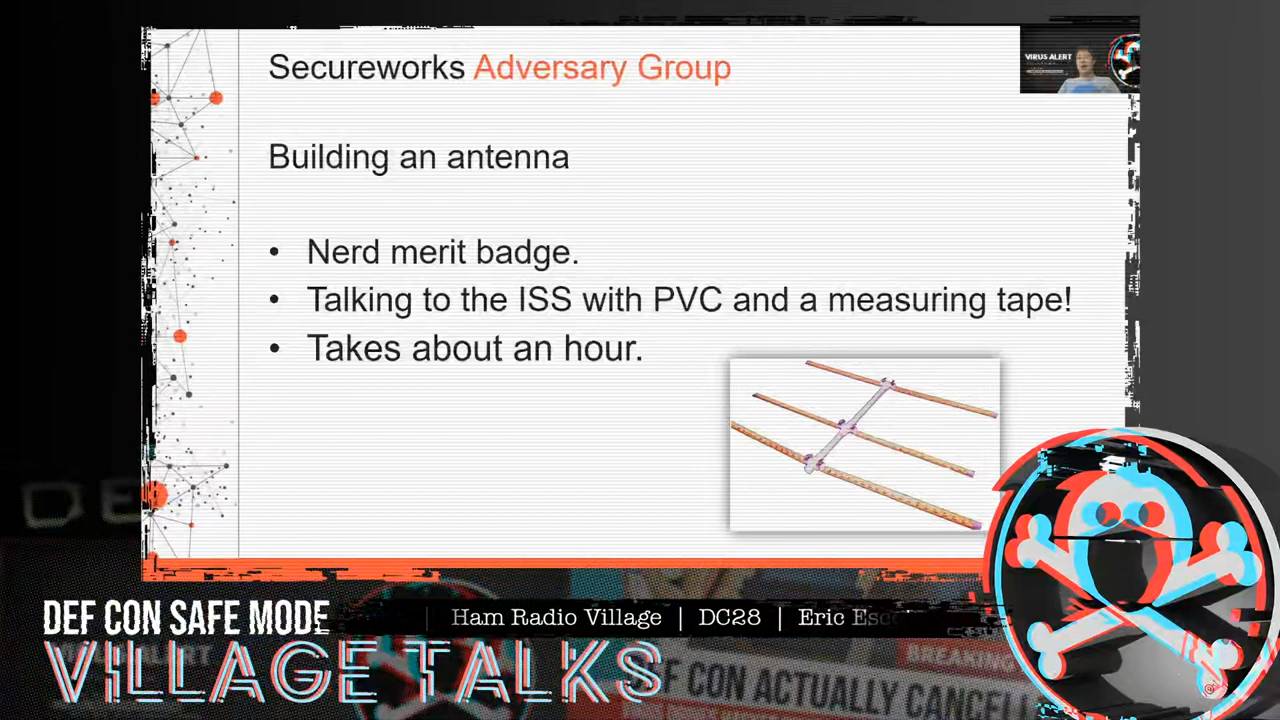 Secureworks Adversary Group
VIRUS ALERT
Building an antenna
• Nerd merit badge.
• Talking to the ISS with PVC and a measuring tape!
• Takes about an hour.
DEF CON SAFE MODE
Ham Radio Village | DC28 | Eric
VILLAGE TALKS
BREAKING
DEF CON ACTUALLY